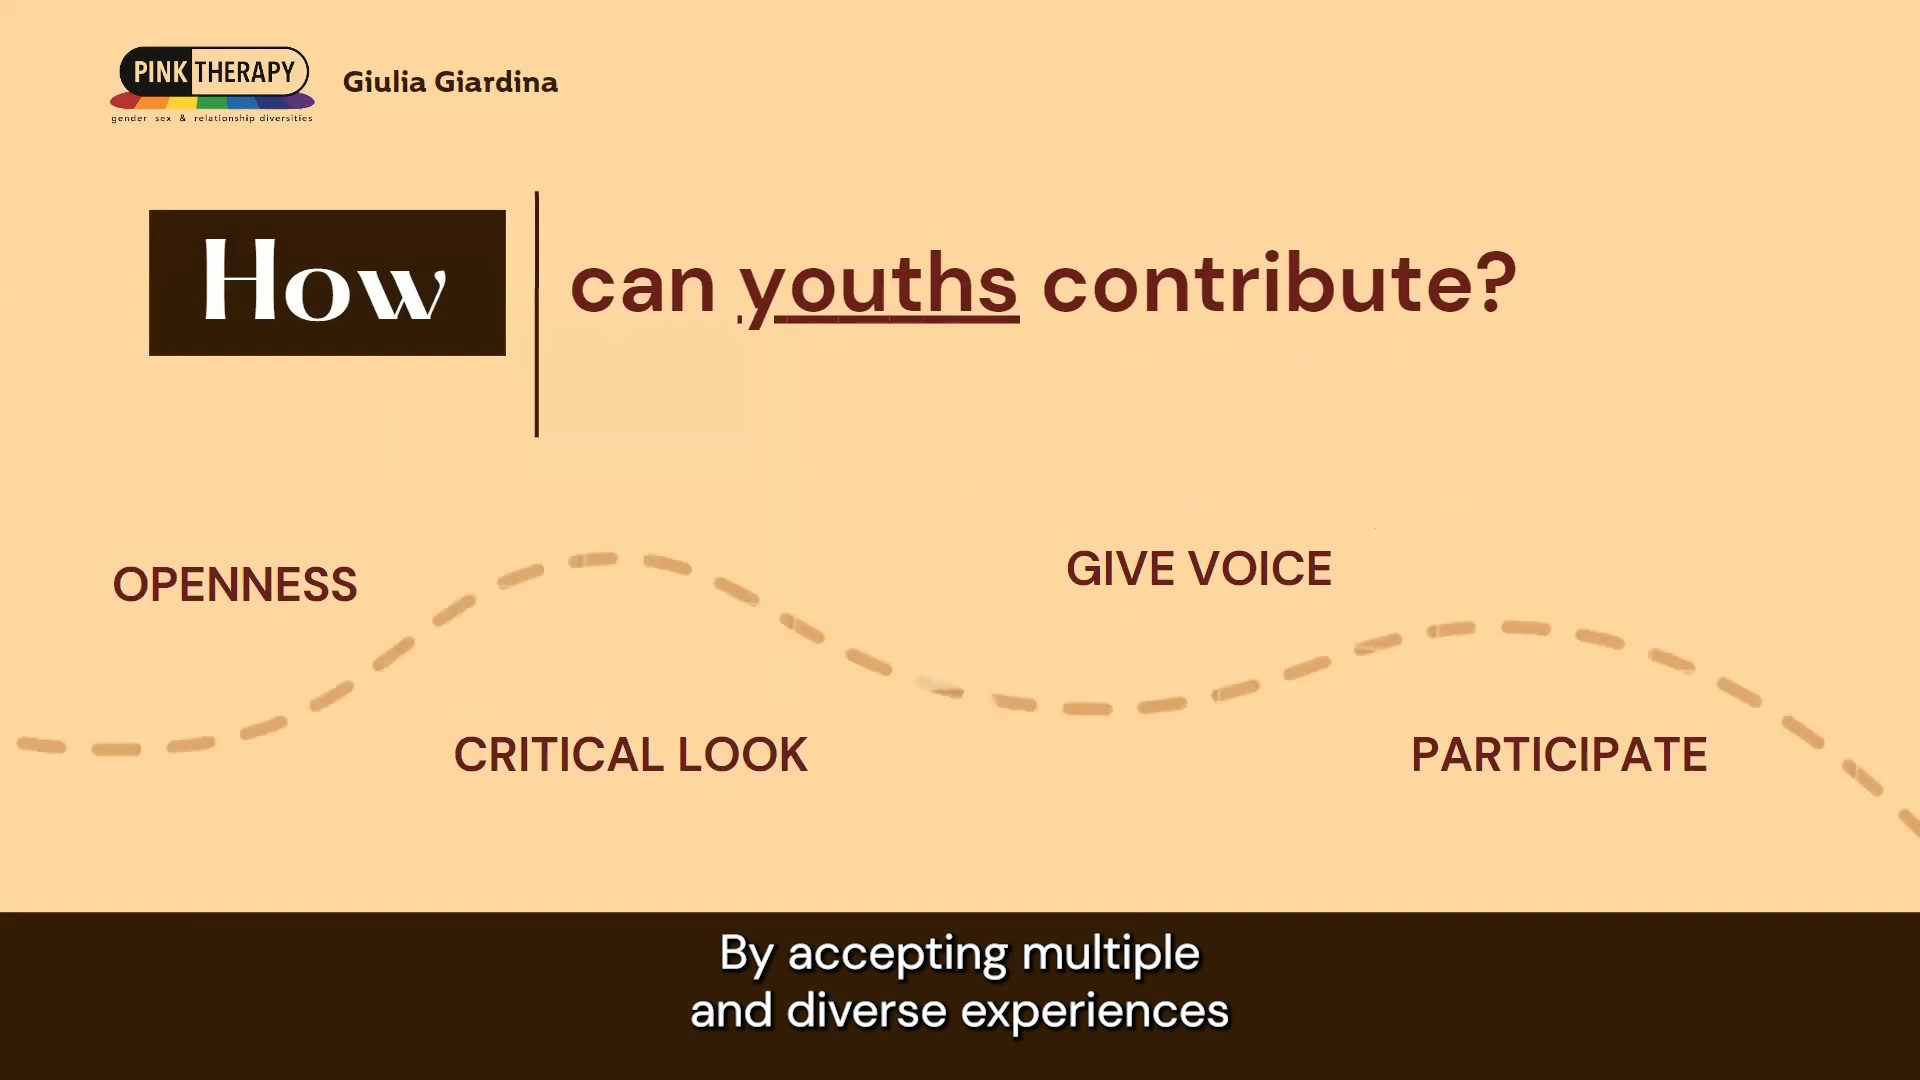 PINK THERAPY
gender sex & relationship diversities
Giulia Giardina
How can youths contribute?
OPENNESS
GIVE VOICE
CRITICAL LOOK
PARTICIPATE
By accepting multiple
and diverse experiences